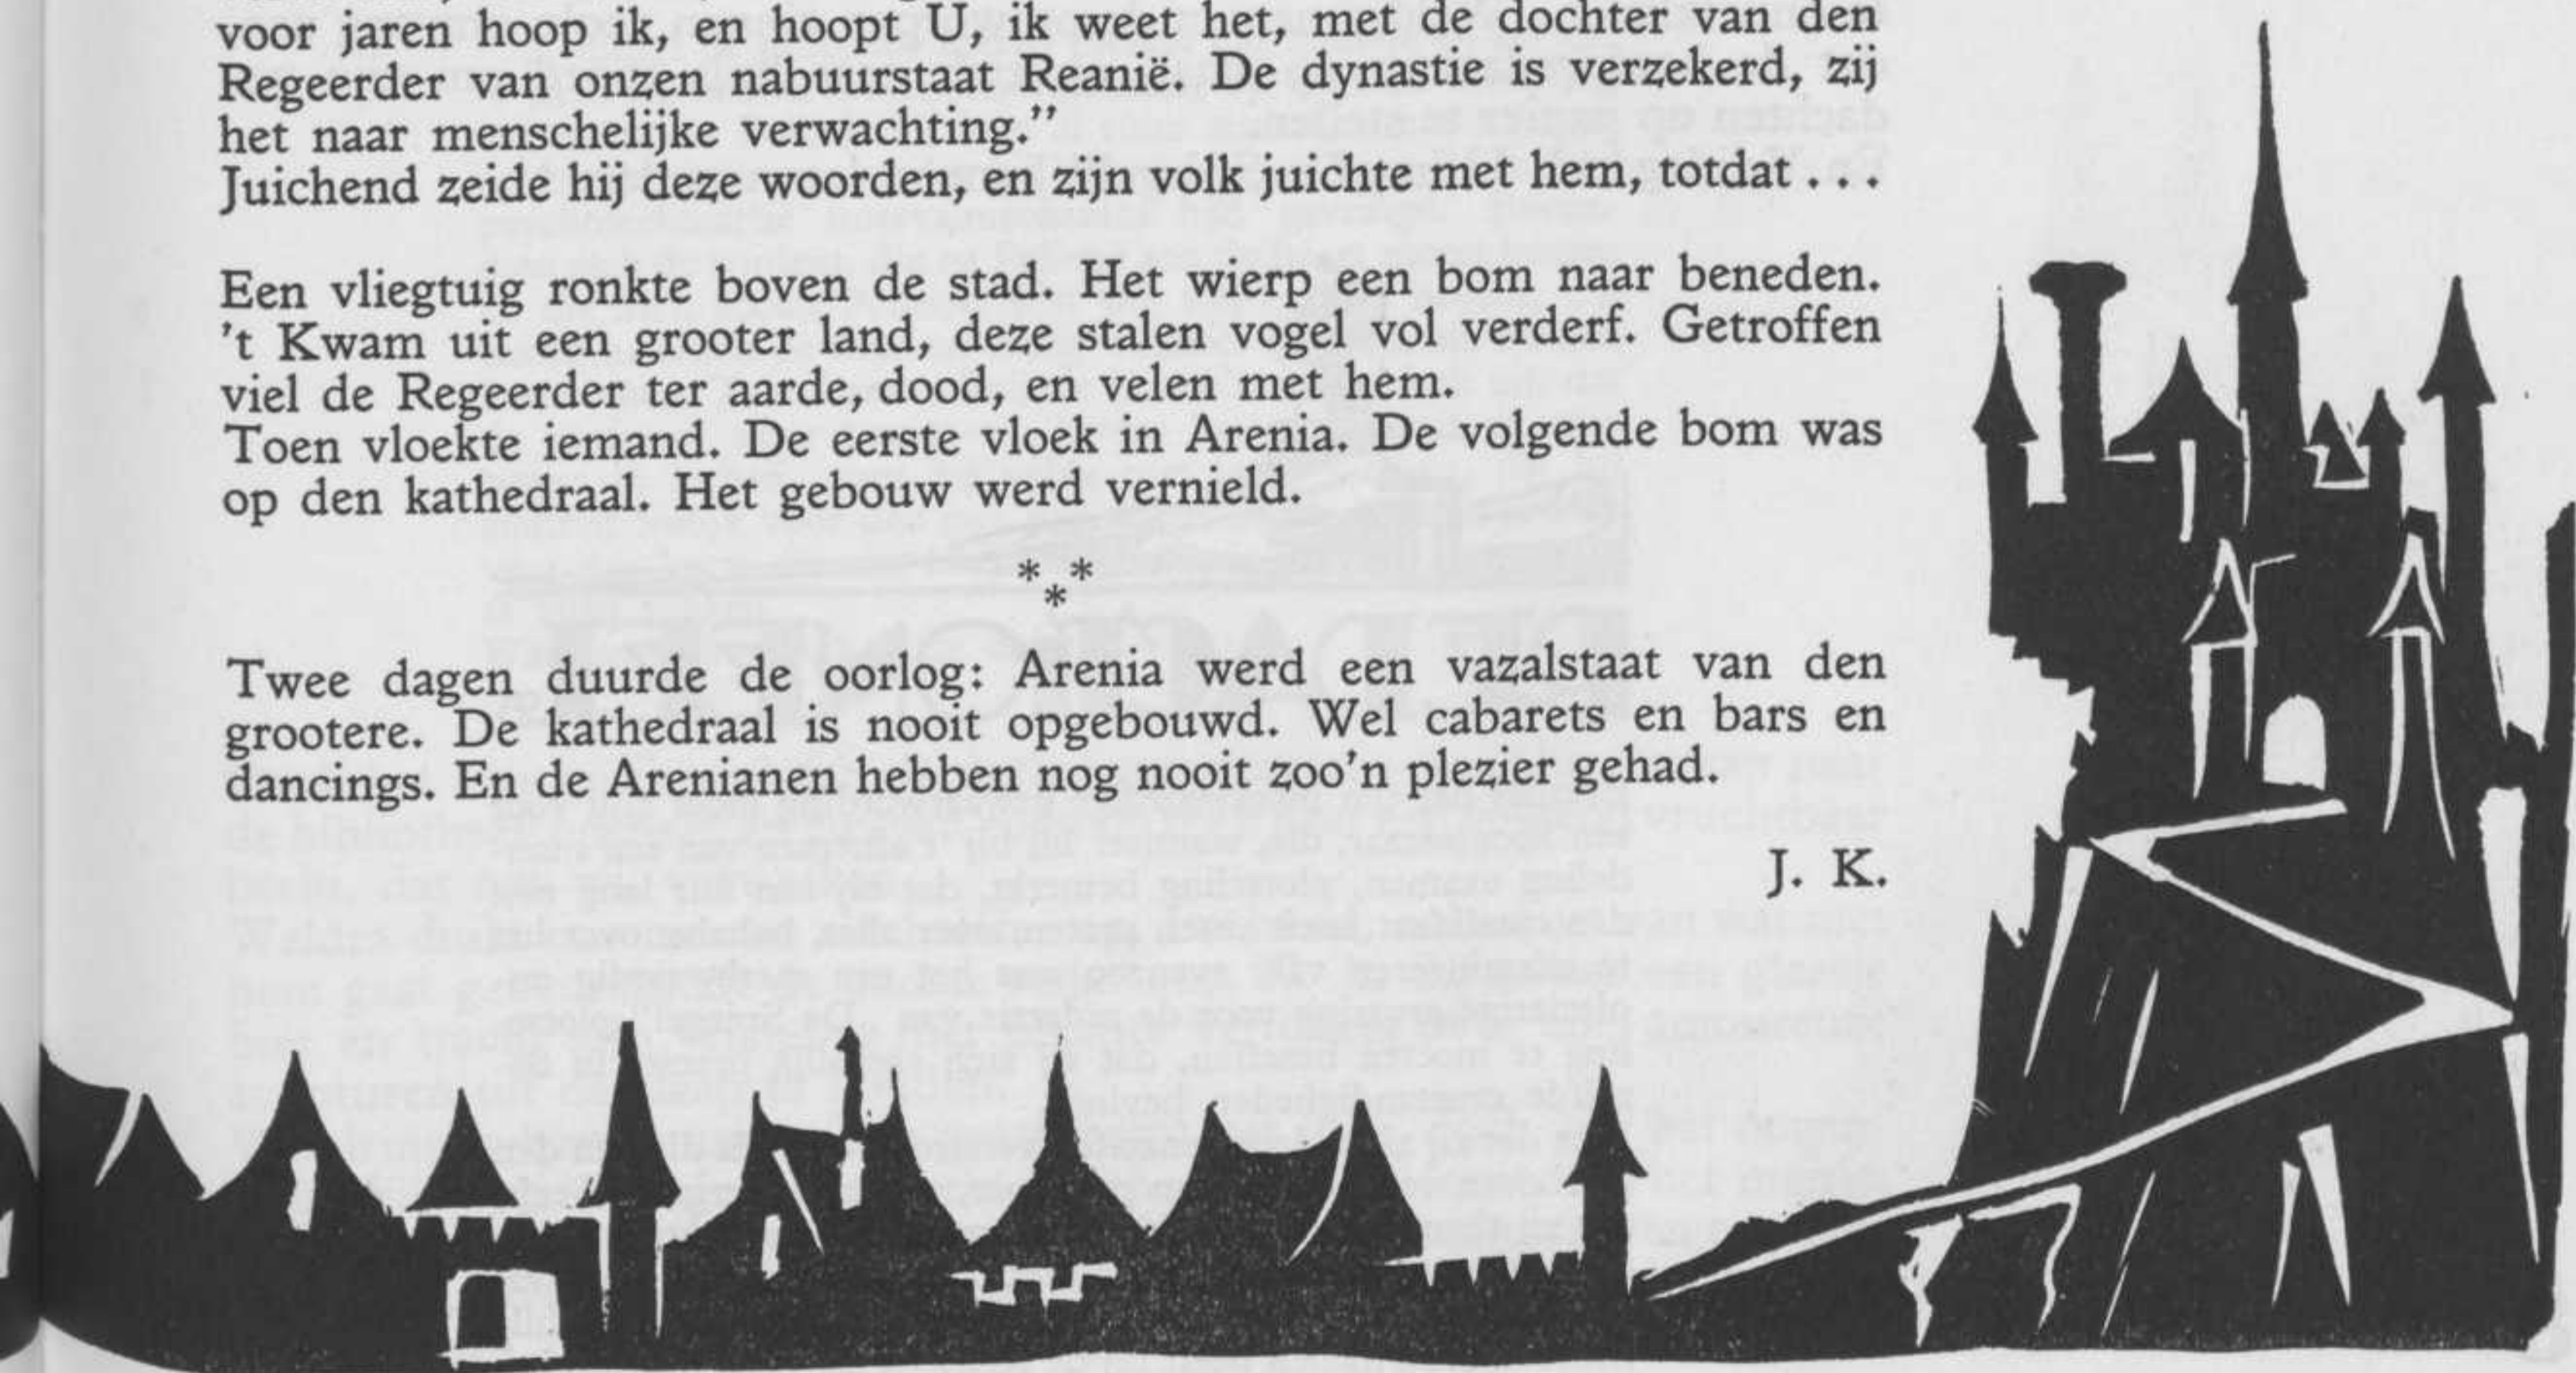 voor jaren hoop ik, en hoopt U, ik weet het, met de dochter van den
Regeerder van onzen nabuurstaat Reanië. De dynastie is verzekerd, zij
het naar menschelijke verwachting.”
Juichend zeide hij deze woorden, en zijn volk juichte met hem, totdat . . .
Een vliegtuig ronkte boven de stad. Het wierp een bom naar beneden.
't Kwam uit een grooter land, deze stalen vogel vol verderf. Getroffen
viel de Regeerder ter aarde, dood, en velen met hem.
Toen vloekte iemand. De eerste vloek in Arenia. De volgende bom was
op den kathedraal. Het gebouw werd vernield.
* *
*
Twee dagen duurde de oorlog: Arenia werd een vazalstaat van den
grootere. De kathedraal is nooit opgebouwd. Wel cabarets en bars en
dancings. En de Arenianen hebben nog nooit zoo'n plezier gehad.
J. K.